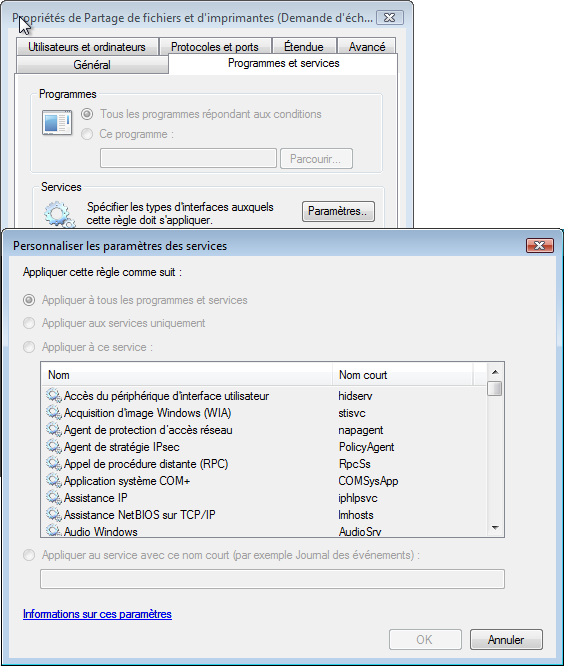 Propriétés de Partage de fichiers et d'imprimantes (Demande d'éch...
Utilisateurs et ordinateurs Protocoles et ports Étendue Avancé
Général Programmes et services
Programmes
Tous les programmes répondant aux conditions
Ce programme :
Parcourir...
Services
Spécifier les types d'interfaces auxquels
cette règle doit s'appliquer.
Paramètres..
Personnaliser les paramètres des services
Appliquer cette règle comme suit :
Appliquer à tous les programmes et services
Appliquer aux services uniquement
Appliquer à ce service :
Nom Nom court
Accès du périphérique d'interface utilisateur hidserv
Acquisition d'image Windows (WIA) stisvc
Agent de protection d'accès réseau napagent
Agent de stratégie IPsec PolicyAgent
Appel de procédure distante (RPC) RpcSs
Application système COM+ COMSysApp
Assistance IP iphlpsvc
Assistance NetBIOS sur TCP/IP lmhosts
Audio Windows AudioSrv
Appliquer au service avec ce nom court (par exemple Journal des événements) :
Informations sur ces paramètres
OK Annuler